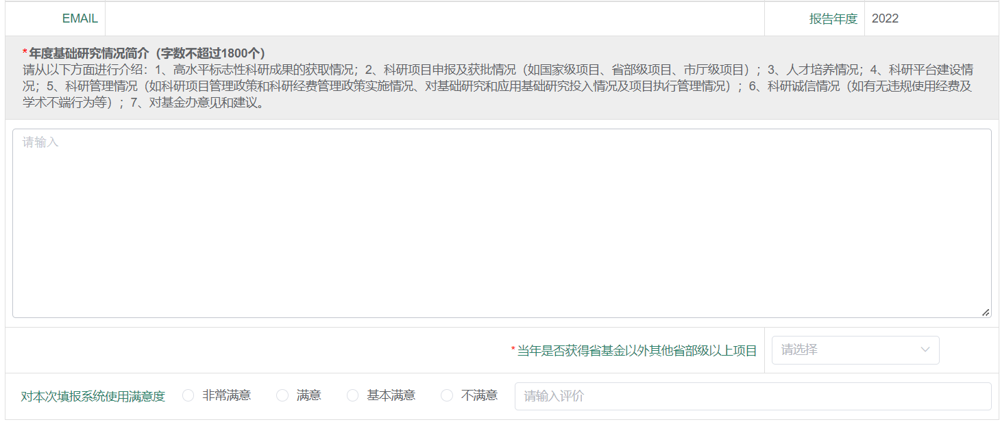 EMAIL 报告年度 2022
*年度基础研究情况简介（字数不超过1800个）
请从以下方面进行介绍：1、高水平标志性科研成果的获取情况；2、科研项目申报及获批情况（如国家级项目、省部级项目、市厅级项目）；3、人才培养情况；4、科研平台建设情
况；5、科研管理情况（如科研项目管理政策和科研经费管理政策实施情况、对基础研究和应用基础研究投入情况及项目执行管理情况）；6、科研诚信情况（如有无违规使用经费及
学术不端行为等）；7、对基金办意见和建议。
请输入
*当年是否获得省基金以外其他省部级以上项目 请选择
对本次填报系统使用满意度 非常满意 满意 基本满意 不满意 请输入评价